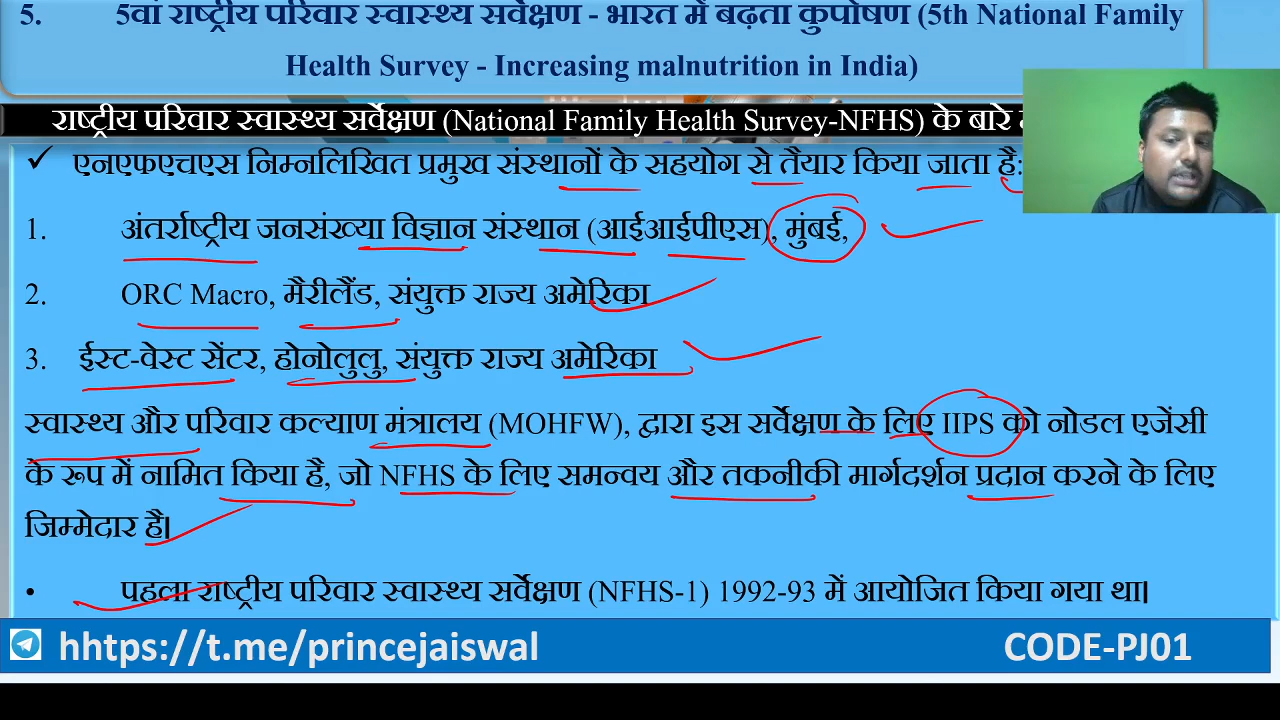 5. 5वां राष्ट्रीय परिवार स्वास्थ्य सर्वेक्षण - भारत में बढ़ता कुपोषण (5th National Family
Health Survey - Increasing malnutrition in India)
राष्ट्रीय परिवार स्वास्थ्य सर्वेक्षण (National Family Health Survey-NFHS) के बारे
✓ एनएफएचएस निम्नलिखित प्रमुख संस्थानों के सहयोग से तैयार किया जाता है:
1. अंतर्राष्ट्रीय जनसंख्या विज्ञान संस्थान (आईआईपीएस), मुंबई,
2. ORC Macro, मैरीलैंड, संयुक्त राज्य अमेरिका
3. ईस्ट-वेस्ट सेंटर, होनोलुलु, संयुक्त राज्य अमेरिका
स्वास्थ्य और परिवार कल्याण मंत्रालय (MOHFW), द्वारा इस सर्वेक्षण के लिए IIPS को नोडल एजेंसी
के रूप में नामित किया है, जो NFHS के लिए समन्वय और तकनीकी मार्गदर्शन प्रदान करने के लिए
जिम्मेदार है।
• पहला राष्ट्रीय परिवार स्वास्थ्य सर्वेक्षण (NFHS-1) 1992-93 में आयोजित किया गया था।
hhtps://t.me/princejaiswal CODE-PJ01